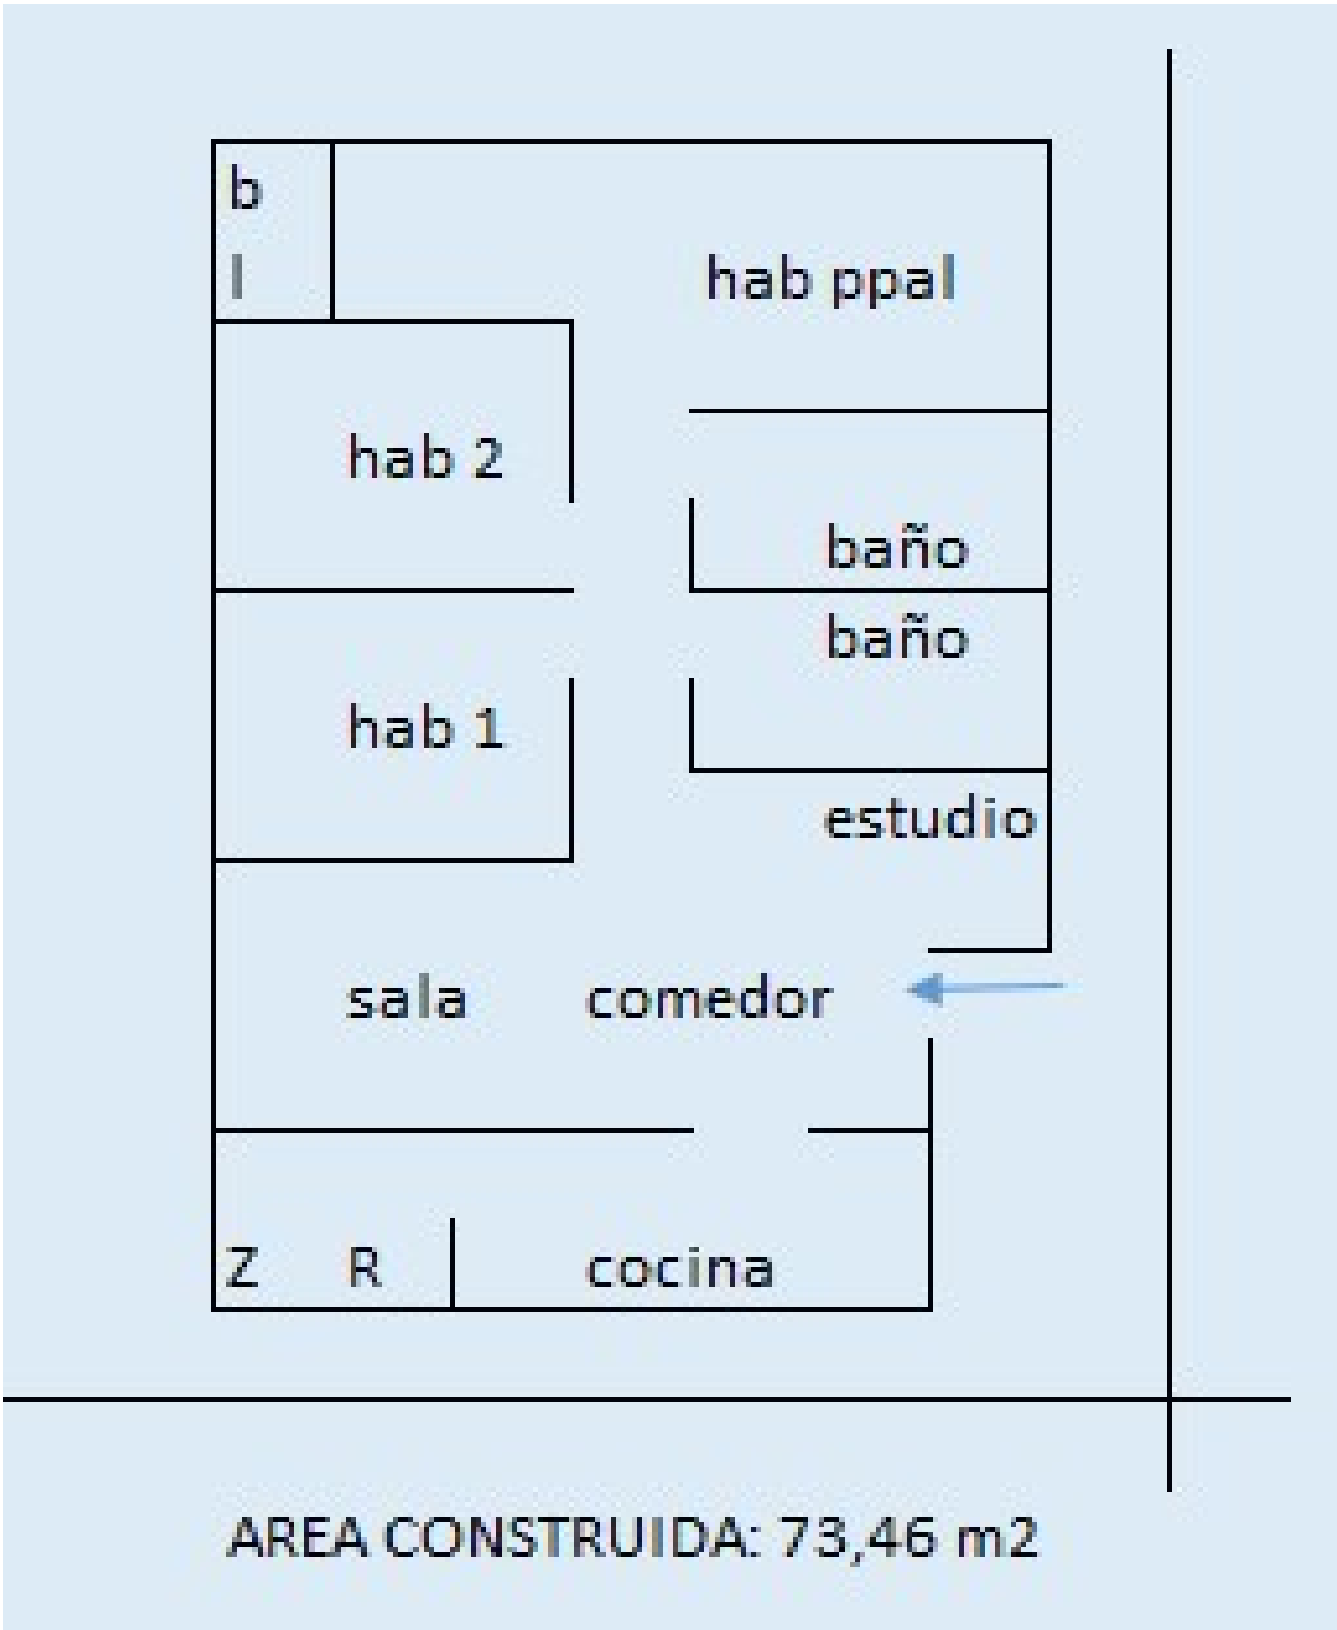 b
l
hab ppal
hab 2
baño
baño
hab 1
estudio
sala comedor
Z R cocina
AREA CONSTRUIDA: 73,46 m2